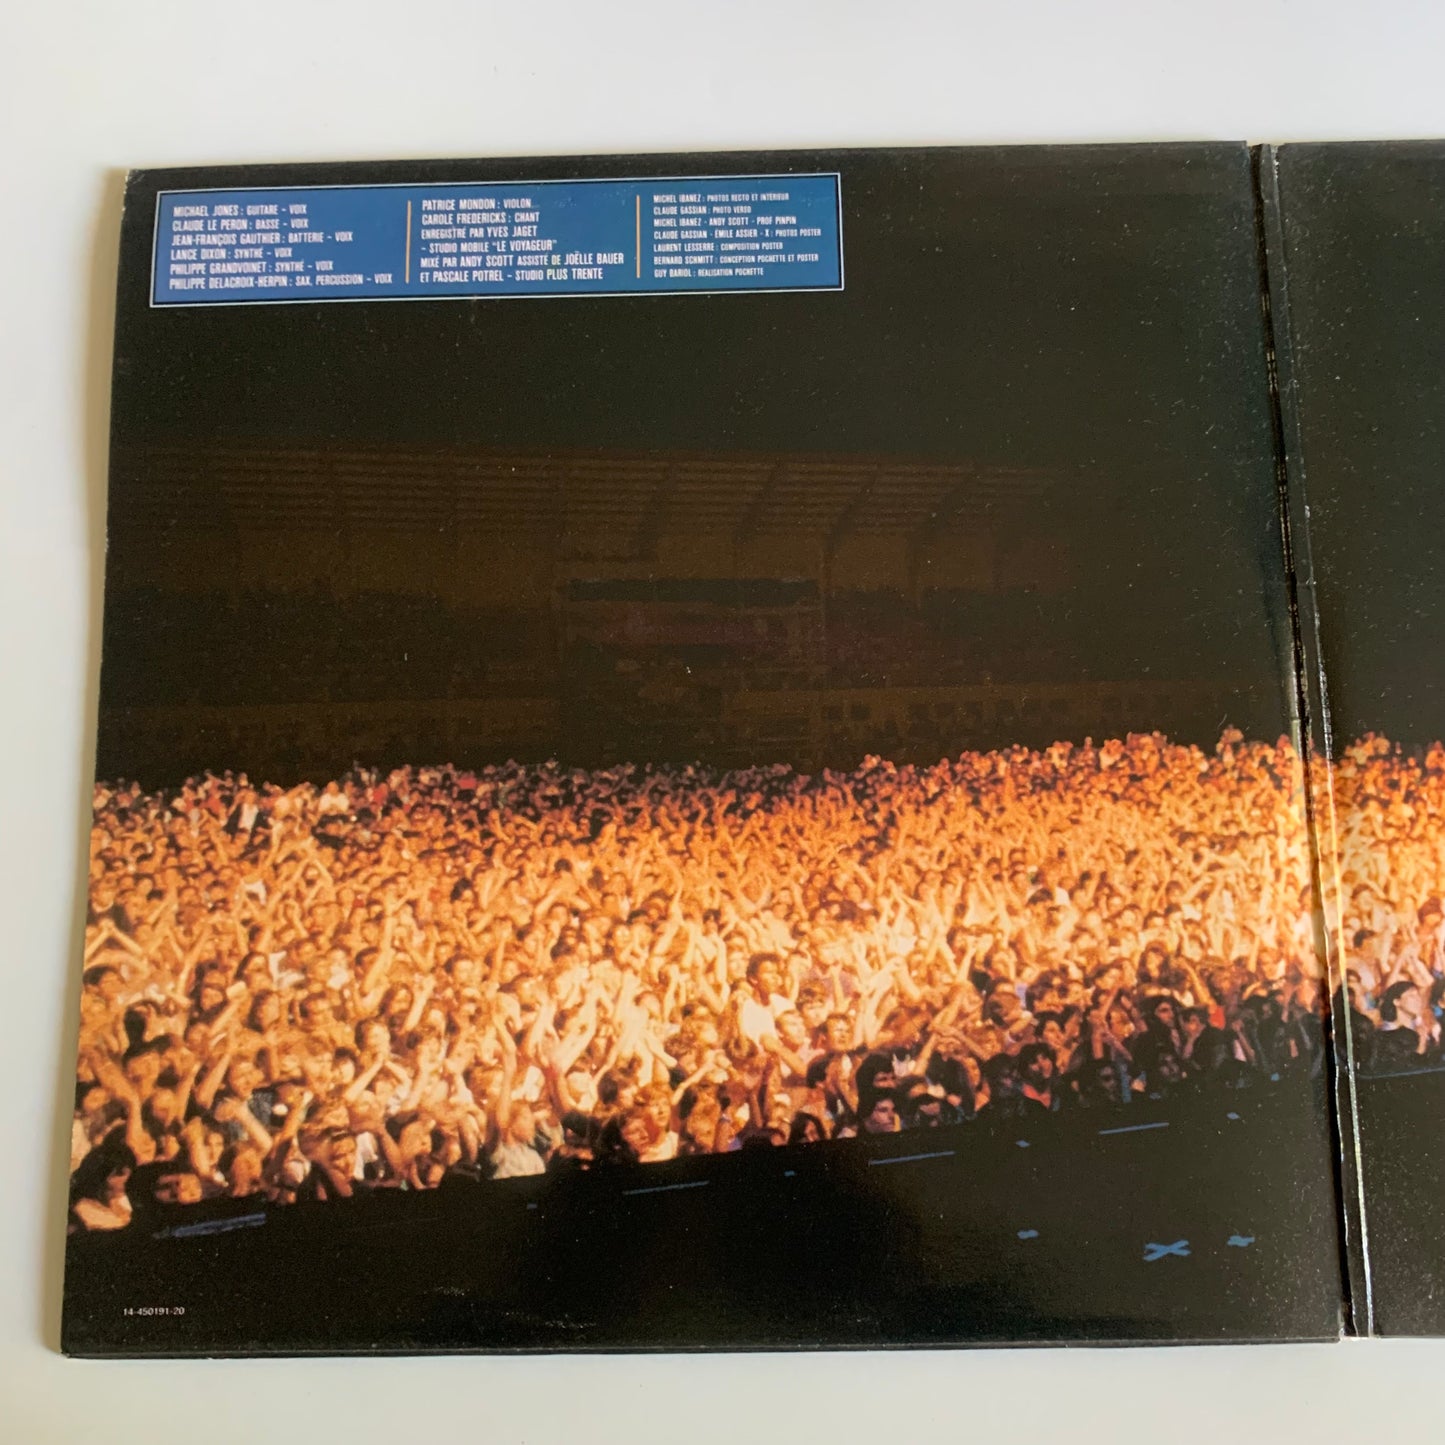 MICHAEL JONES : GUITARE – VOIX
CLAUDE LE PERON : BASSE – VOIX
JEAN-FRANÇOIS GAUTHIER : BATTERIE – VOIX
LANCE DIXON : SYNTHÉ – VOIX
PHILIPPE GRANDVOINET : SYNTHÉ – VOIX
PHILIPPE DELACROIX-HERPIN : SAX, PERCUSSION – VOIX
PATRICE MONDON : VIOLON
CAROLE FREDERICKS : CHANT
ENREGISTRÉ PAR YVES JAGET
– STUDIO MOBILE "LE VOYAGEUR"
MIXÉ PAR ANDY SCOTT ASSISTÉ DE JOËLLE BAUER
ET PASCALE POTREL – STUDIO PLUS TRENTE
MICHEL IBANEZ : PHOTOS RECTO ET INTERIEUR
CLAUDE GASSIAN : PHOTO VERSO
MICHEL IBANEZ - ANDY SCOTT - PROF PINPIN
CLAUDE GASSIAN - EMILE ASSIER - X : PHOTOS POSTER
LAURENT LESSERRE : COMPOSITION POSTER
BERNARD SCHMITT : CONCEPTION POCHETTE ET POSTER
GUY BARIOL : REALISATION POCHETTE
14-450191-20